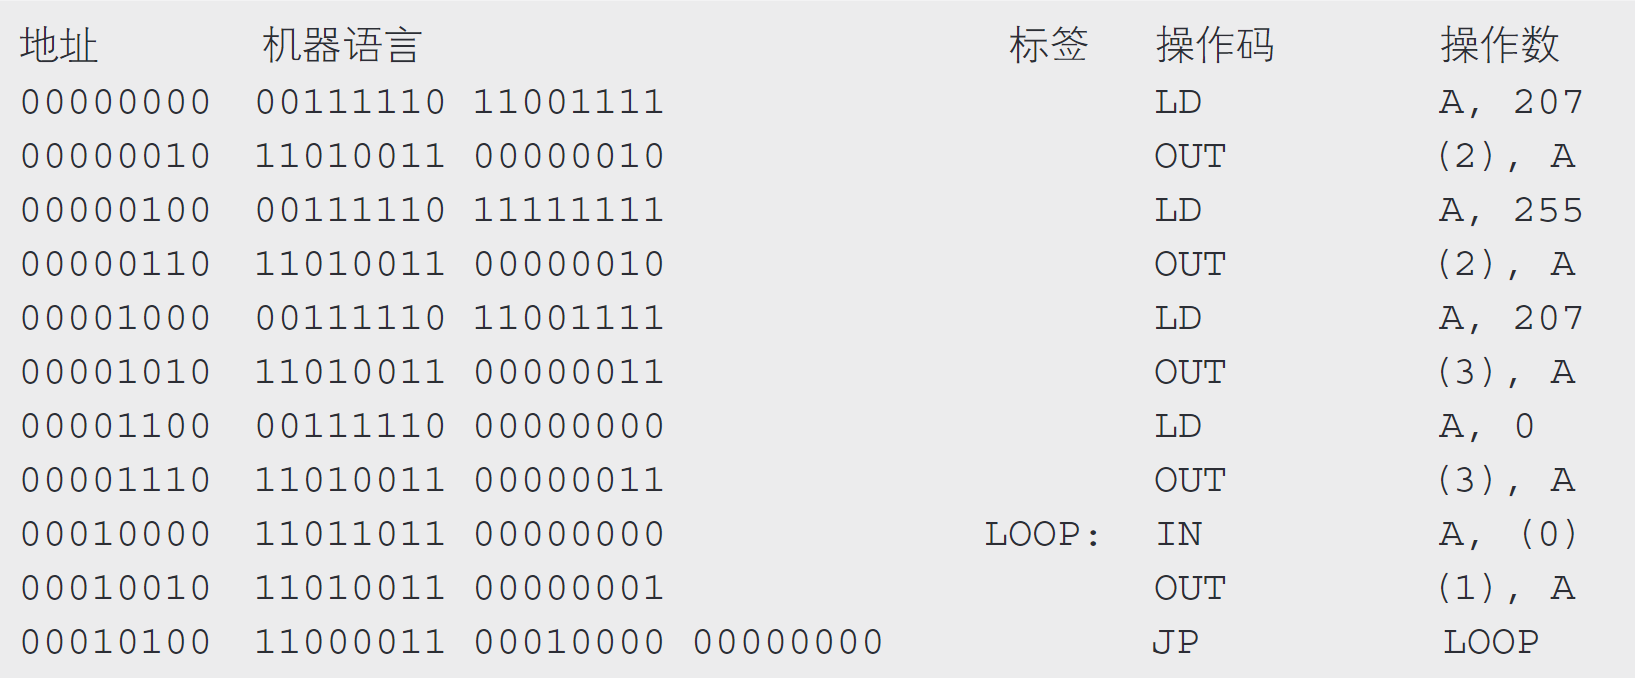 地址 机器语言 标签 操作码 操作数
00000000 00111110 11001111 LD A, 207
00000010 11010011 00000010 OUT (2), A
00000100 00111110 11111111 LD A, 255
00000110 11010011 00000010 OUT (2), A
00001000 00111110 11001111 LD A, 207
00001010 11010011 00000011 OUT (3), A
00001100 00111110 00000000 LD A, 0
00001110 11010011 00000011 OUT (3), A
00010000 11011011 00000000 LOOP: IN A, (0)
00010010 11010011 00000001 OUT (1), A
00010100 11000011 00010000 00000000 JP LOOP